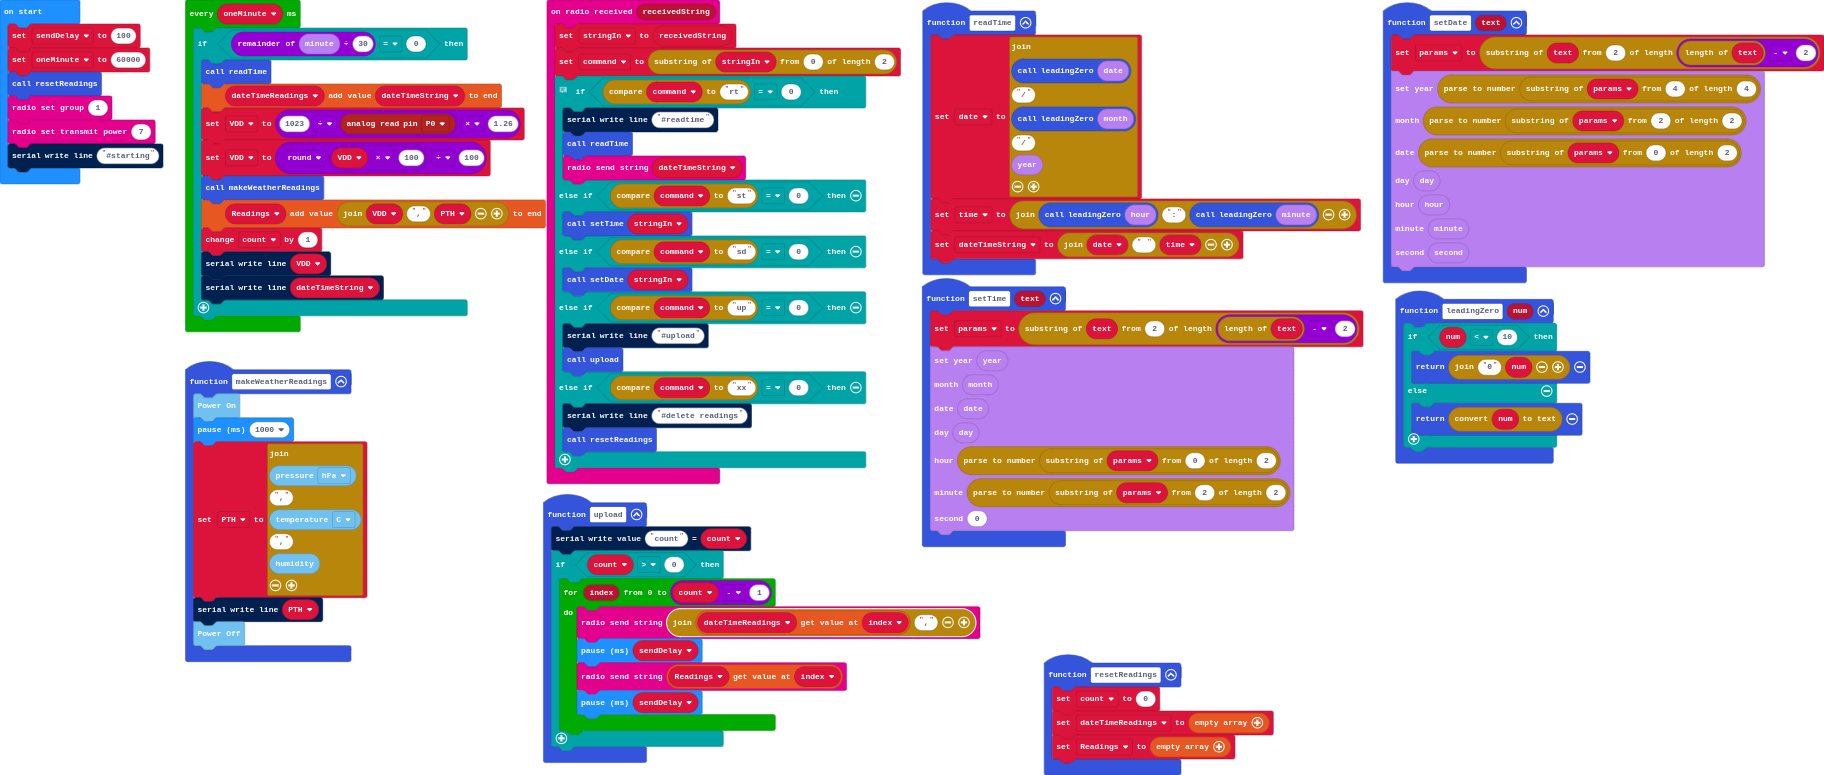 on start
set sendDelay to 100
set oneMinute to 60000
call resetReadings
radio set group 1
radio set transmit power 7
serial write line "#starting"
every oneMinute ms
if remainder of minute ÷ 30 = 0 then
call readTime
dateTimeReadings add value dateTimeString to end
set VDD to 1023 ÷ analog read pin P0 × 1.26
set VDD to round VDD × 100 ÷ 100
call makeWeatherReadings
Readings add value join VDD "," PTH to end
change count by 1
serial write line VDD
serial write line dateTimeString
function makeWeatherReadings
Power On
pause (ms) 1000
set PTH to join
pressure hPa
","
temperature C
","
humidity
serial write line PTH
Power Off
on radio received receivedString
set stringIn to receivedString
set command to substring of stringIn from 0 of length 2
if compare command to "rt" = 0 then
serial write line "#readtime"
call readTime
radio send string dateTimeString
else if compare command to "st" = 0 then
call setTime stringIn
else if compare command to "sd" = 0 then
call setDate stringIn
else if compare command to "up" = 0 then
serial write line "#upload"
call upload
else if compare command to "xx" = 0 then
serial write line "#delete readings"
call resetReadings
function upload
serial write value "count" = count
if count > 0 then
for index from 0 to count - 1
do
radio send string join dateTimeReadings get value at index ","
pause (ms) sendDelay
radio send string Readings get value at index
pause (ms) sendDelay
function readTime
set date to join
call leadingZero date
"/"
call leadingZero month
"/"
year
set time to join call leadingZero hour ":" call leadingZero minute
set dateTimeString to join date " " time
function setTime text
set params to substring of text from 2 of length length of text - 2
set year year
month month
date date
day day
hour parse to number substring of params from 0 of length 2
minute parse to number substring of params from 2 of length 2
second 0
function resetReadings
set count to 0
set dateTimeReadings to empty array
set Readings to empty array
function setDate text
set params to substring of text from 2 of length length of text - 2
set year parse to number substring of params from 4 of length 4
month parse to number substring of params from 2 of length 2
date parse to number substring of params from 0 of length 2
day day
hour hour
minute minute
second second
function leadingZero num
if num < 10 then
return join "0" num
else
return convert num to text